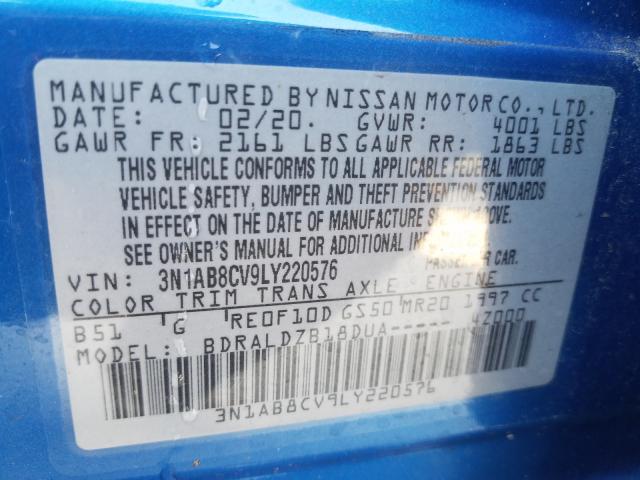 MANUFACTURED BY NISSAN MOTOR CO., LTD.
DATE: 02/20. GVWR: 4001 LBS
GAWR FR: 2161 LBS GAWR RR: 1863 LBS
THIS VEHICLE CONFORMS TO ALL APPLICABLE FEDERAL MOTOR
VEHICLE SAFETY, BUMPER AND THEFT PREVENTION STANDARDS
IN EFFECT ON THE DATE OF MANUFACTURE ABOVE.
SEE OWNER'S MANUAL FOR ADDITIONAL
PASSENGER CAR.
VIN: 3N1AB8CV9LY220576
COLOR TRIM TRANS AXLE ENGINE
B51 G RE0F10D GS50 MR20 1997 CC
MODEL: BDRALDZB18DUA----- 4Z000
3N1AB8CV9LY220576